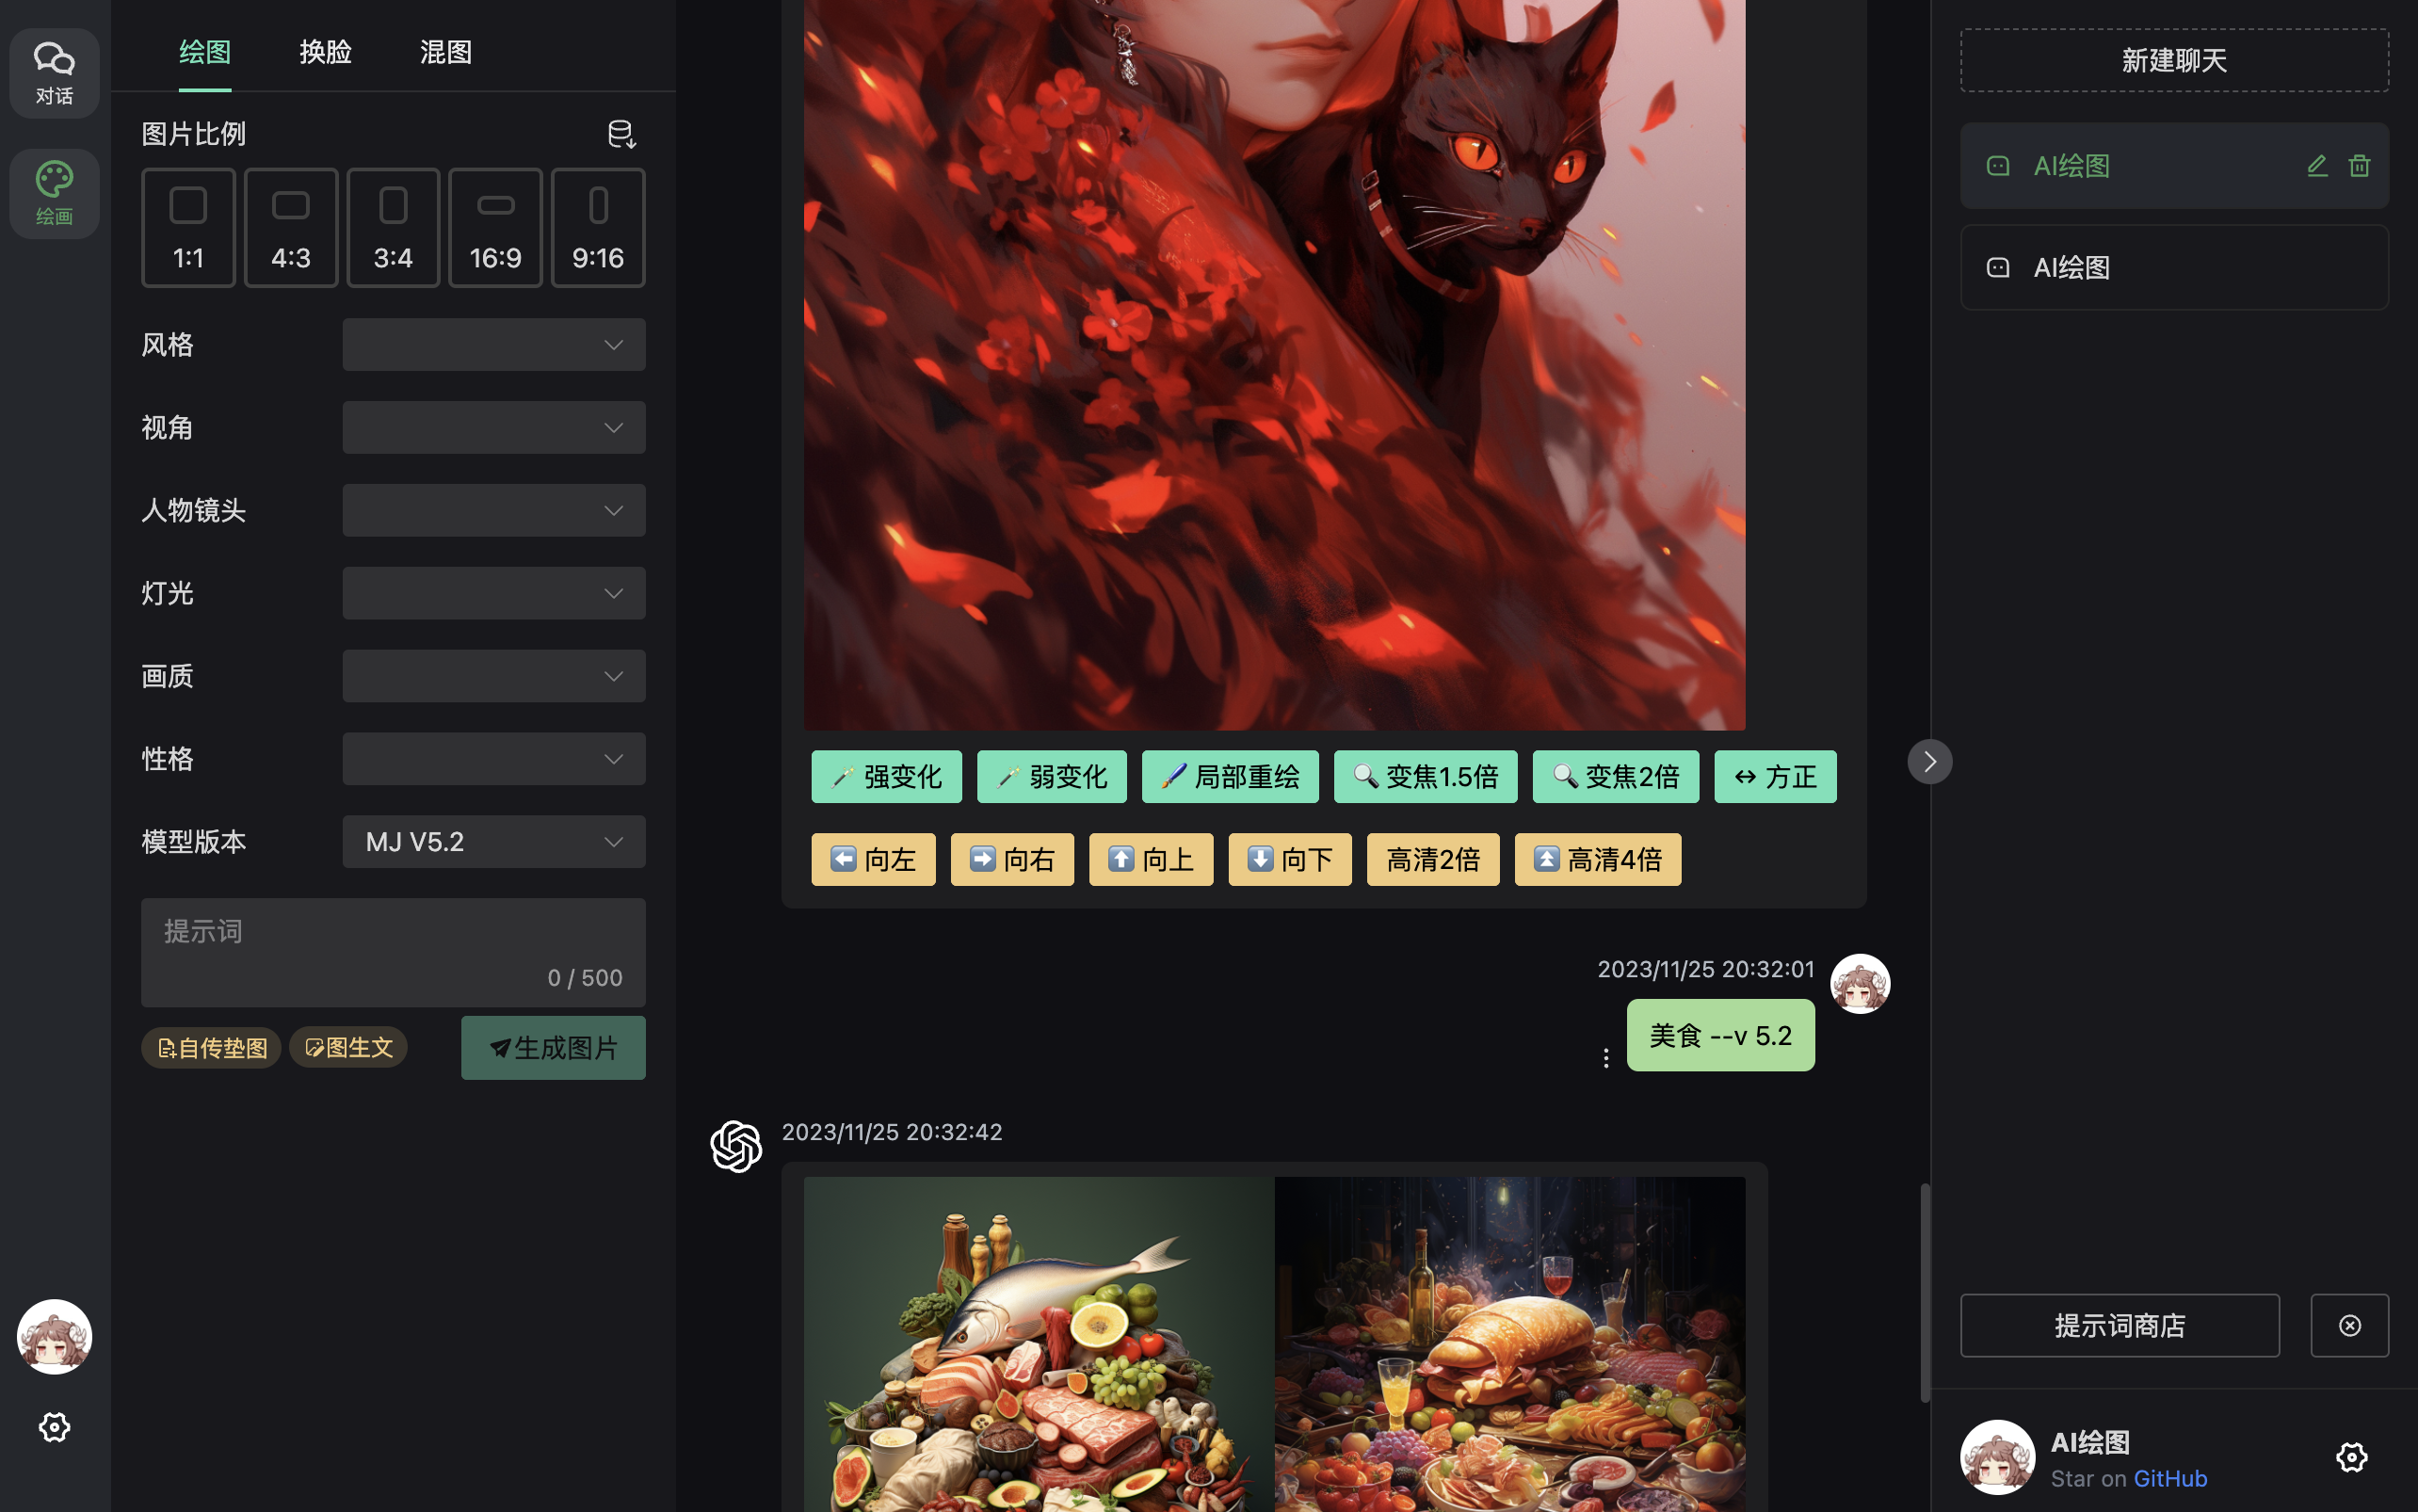 对话
绘画
绘图 换脸 混图
图片比例
1:1 4:3 3:4 16:9 9:16
风格
视角
人物镜头
灯光
画质
性格
模型版本 MJ V5.2
提示词
0 / 500
自传垫图 图生文 生成图片
强变化 弱变化 局部重绘 变焦1.5倍 变焦2倍 方正
向左 向右 向上 向下 高清2倍 高清4倍
2023/11/25 20:32:01
美食 --v 5.2
2023/11/25 20:32:42
新建聊天
AI绘图
AI绘图
提示词商店
AI绘图
Star on GitHub